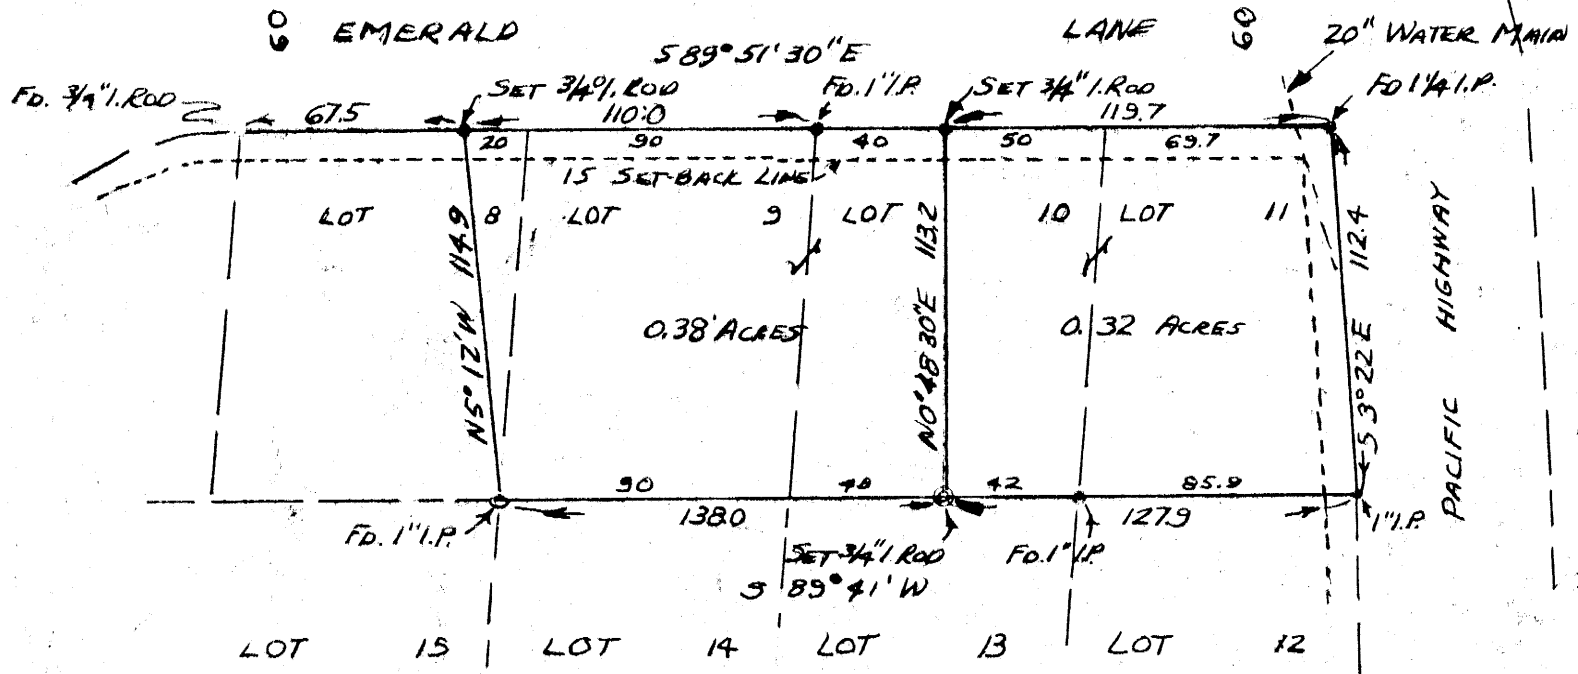 60 EMERALD LANE 60
20" WATER MAIN
S 89° 51' 30" E
FD. 3/4" I. ROD
SET 3/4" I. ROD
FD. 1" I.P.
SET 3/4" I. ROD
FD 1 1/4 I.P.
67.5 110.0 119.7
20 90 40 50 69.7
15 SET-BACK LINE
LOT 8 LOT 9 LOT 10 LOT 11
N5° 12' W 114.9
N0° 48 30" E 113.2
S 3° 22 E 112.4
PACIFIC HIGHWAY
0.38 ACRES
0.32 ACRES
90 48 42 85.9
138.0 127.9
FD. 1" I.P.
SET 3/4" I. ROD
FD. 1" I.P.
1" I.P.
S 89° 41' W
LOT 15 LOT 14 LOT 13 LOT 12